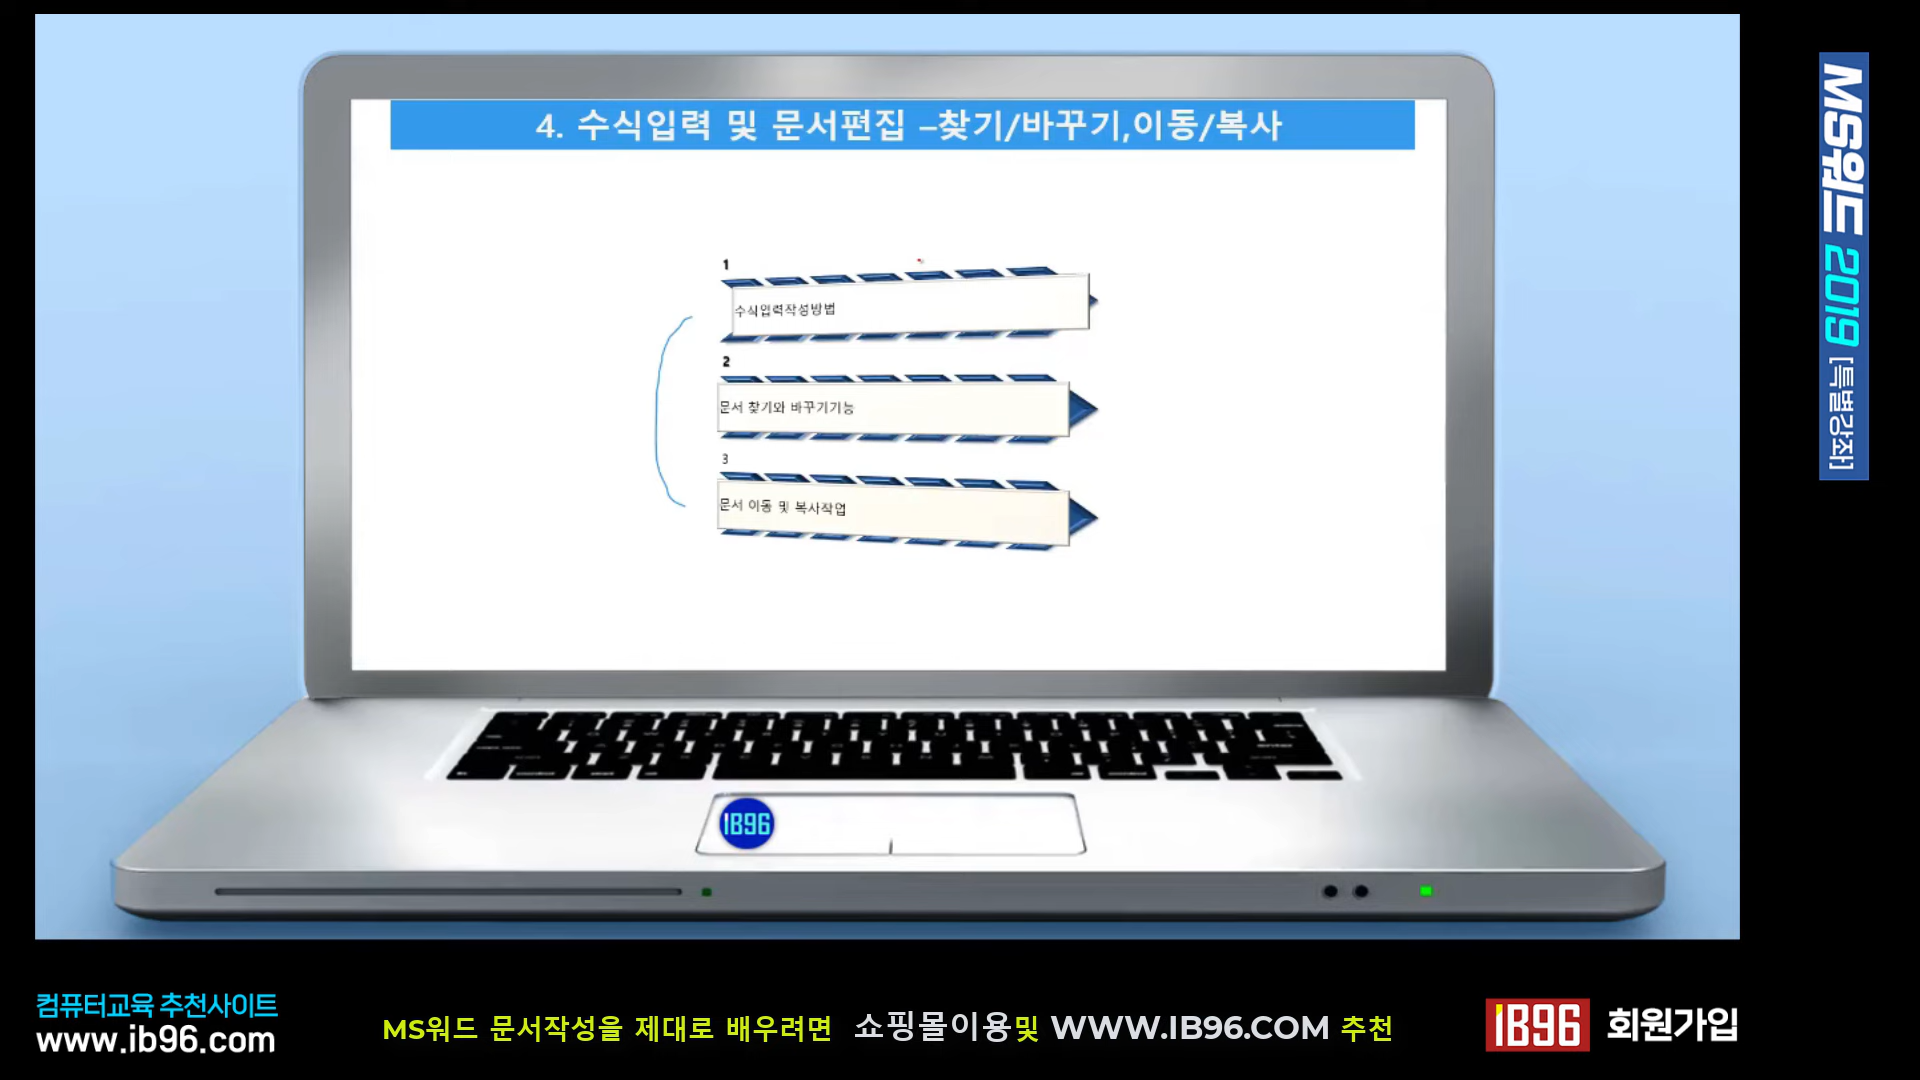 4. 수식입력 및 문서편집 –찾기/바꾸기,이동/복사
1
수식입력작성방법
2
문서 찾기와 바꾸기기능
3
문서 이동 및 복사작업
IB96
MS워드 2019 [특별강좌]
컴퓨터교육 추천사이트
www.ib96.com
MS워드 문서작성을 제대로 배우려면 쇼핑몰이용및 WWW.IB96.COM 추천
IB96 회원가입